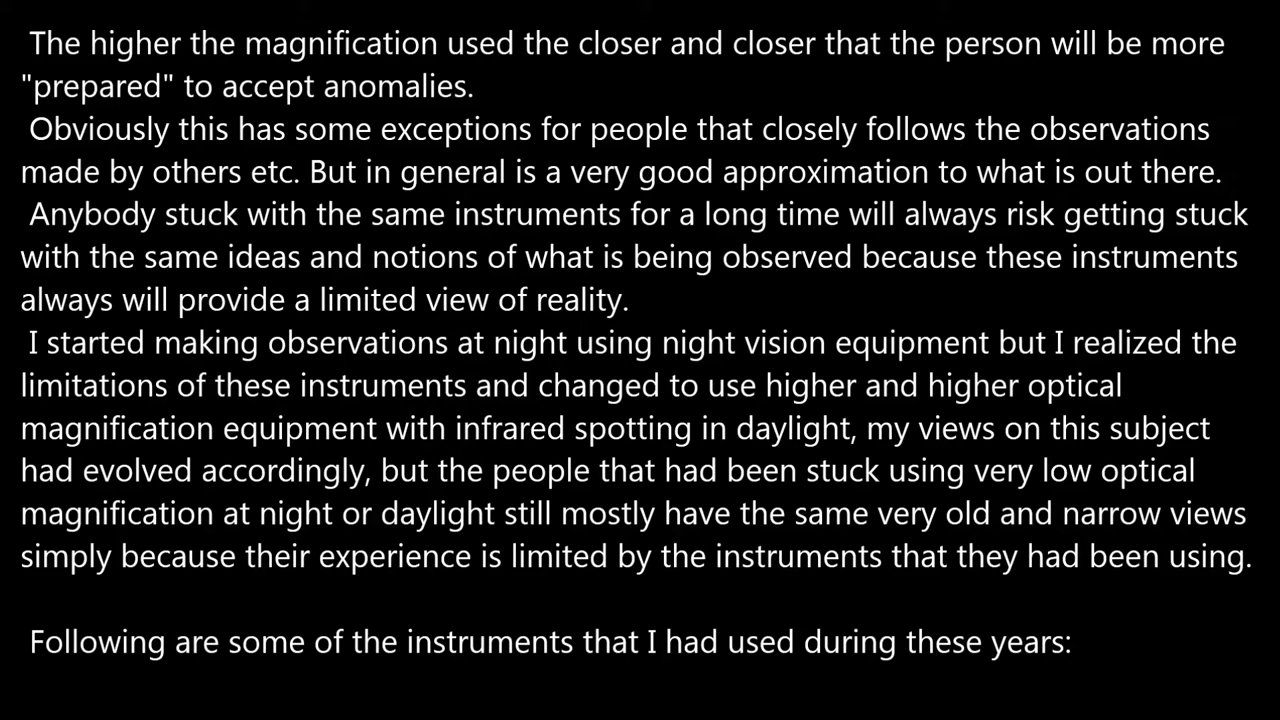 The higher the magnification used the closer and closer that the person will be more
"prepared" to accept anomalies.
Obviously this has some exceptions for people that closely follows the observations
made by others etc. But in general is a very good approximation to what is out there.
Anybody stuck with the same instruments for a long time will always risk getting stuck
with the same ideas and notions of what is being observed because these instruments
always will provide a limited view of reality.
I started making observations at night using night vision equipment but I realized the
limitations of these instruments and changed to use higher and higher optical
magnification equipment with infrared spotting in daylight, my views on this subject
had evolved accordingly, but the people that had been stuck using very low optical
magnification at night or daylight still mostly have the same very old and narrow views
simply because their experience is limited by the instruments that they had been using.
Following are some of the instruments that I had used during these years: